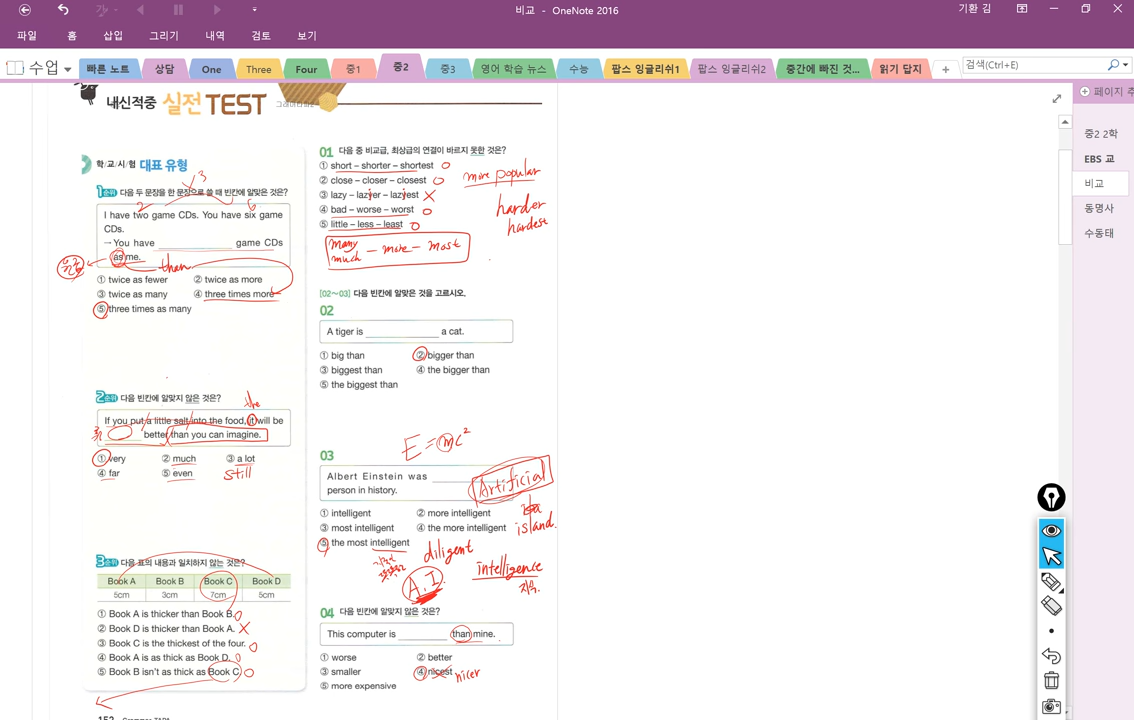 비교 - OneNote 2016
기환 김
파일 홈 삽입 그리기 내역 검토 보기
수업
빠른 노트 상담 One Three Four 중1 중2 중3 영어 학습 뉴스 수능 팝스 잉글리쉬1 팝스 잉글리쉬2 중간에 빠진 것... 읽기 답지
검색(Ctrl+E)
페이지 추
중2 2학
EBS 교
비교
동명사
수동태
내신적중 실전 TEST
학/교/시/험 대표 유형
1순위 다음 두 문장을 한 문장으로 쓸 때 빈칸에 알맞은 것은?
×3
2
6
I have two game CDs. You have six game
CDs.
→ You have ________ game CDs
as me.
than
① twice as fewer ② twice as more
③ twice as many ④ three times more
⑤ three times as many
2순위 다음 빈칸에 알맞지 않은 것은?
the
If you put a little salt into the food, it will be
________ better than you can imagine.
① very ② much ③ a lot
④ far ⑤ even still
3순위 다음 표의 내용과 일치하지 않는 것은?
Book A Book B Book C Book D
5cm 3cm 7cm 5cm
① Book A is thicker than Book B.
② Book D is thicker than Book A.
③ Book C is the thickest of the four.
④ Book A is as thick as Book D.
⑤ Book B isn't as thick as Book C.
152 Grammar TAPA
01 다음 중 비교급, 최상급의 연결이 바르지 못한 것은?
① short – shorter – shortest
② close – closer – closest
③ lazy – lazyer – lazyest
④ bad – worse – worst
⑤ little – less – least
more popular
harder
hardest
many
much – more – most
[02~03] 다음 빈칸에 알맞은 것을 고르시오.
02
A tiger is ________ a cat.
① big than ② bigger than
③ biggest than ④ the bigger than
⑤ the biggest than
E = mc²
03
Albert Einstein was ________
person in history.
Artificial
island.
① intelligent ② more intelligent
③ most intelligent ④ the more intelligent
⑤ the most intelligent
diligent
A.I.
intelligence
지능.
04 다음 빈칸에 알맞지 않은 것은?
This computer is ________ than mine.
① worse ② better
③ smaller ④ nicest nicer
⑤ more expensive